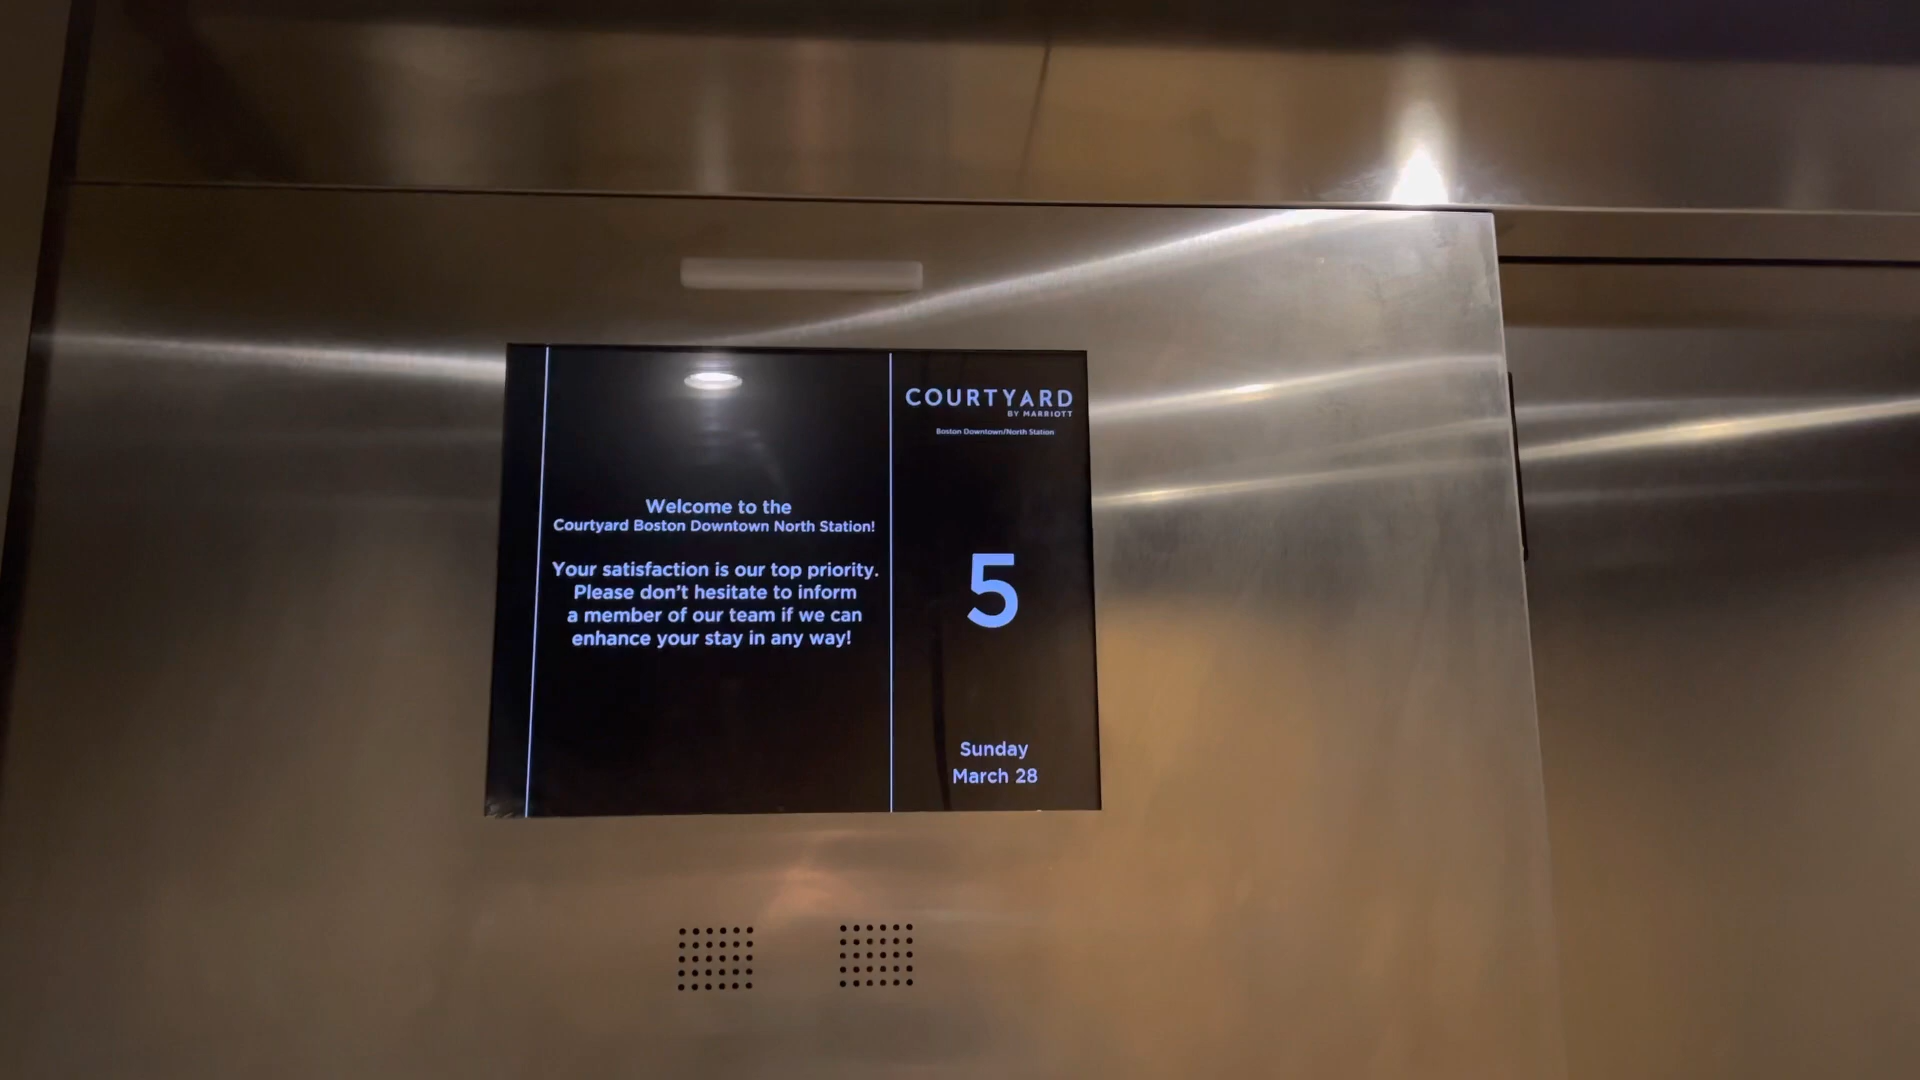 Welcome to the
Courtyard Boston Downtown North Station!
Your satisfaction is our top priority.
Please don't hesitate to inform
a member of our team if we can
enhance your stay in any way!
COURTYARD
BY MARRIOTT
Boston Downtown/North Station
5
Sunday
March 28